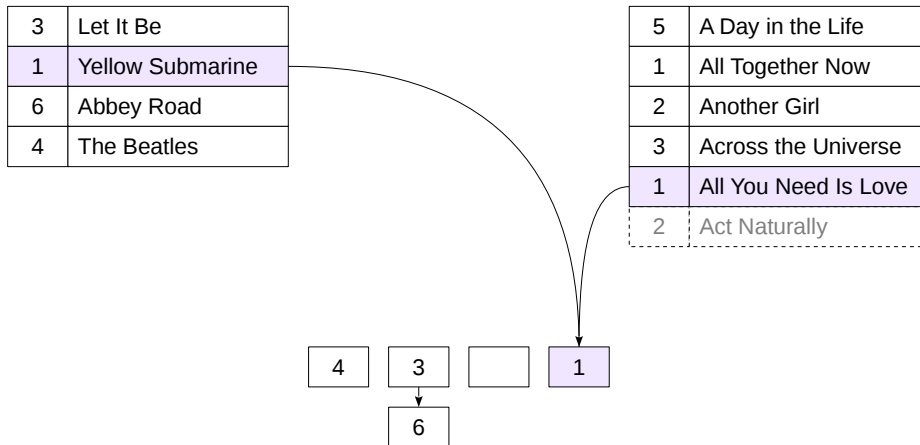 3 Let It Be
1 Yellow Submarine
6 Abbey Road
4 The Beatles
5 A Day in the Life
1 All Together Now
2 Another Girl
3 Across the Universe
1 All You Need Is Love
2 Act Naturally
4 3 1
6